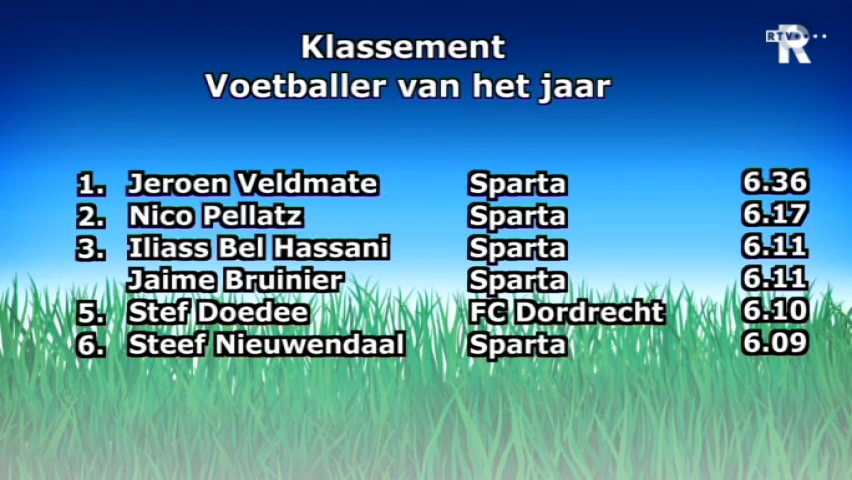 RTV
R
Klassement
Voetballer van het jaar
1. Jeroen Veldmate Sparta 6.36
2. Nico Pellatz Sparta 6.17
3. Iliass Bel Hassani Sparta 6.11
Jaime Bruinier Sparta 6.11
5. Stef Doedee FC Dordrecht 6.10
6. Steef Nieuwendaal Sparta 6.09